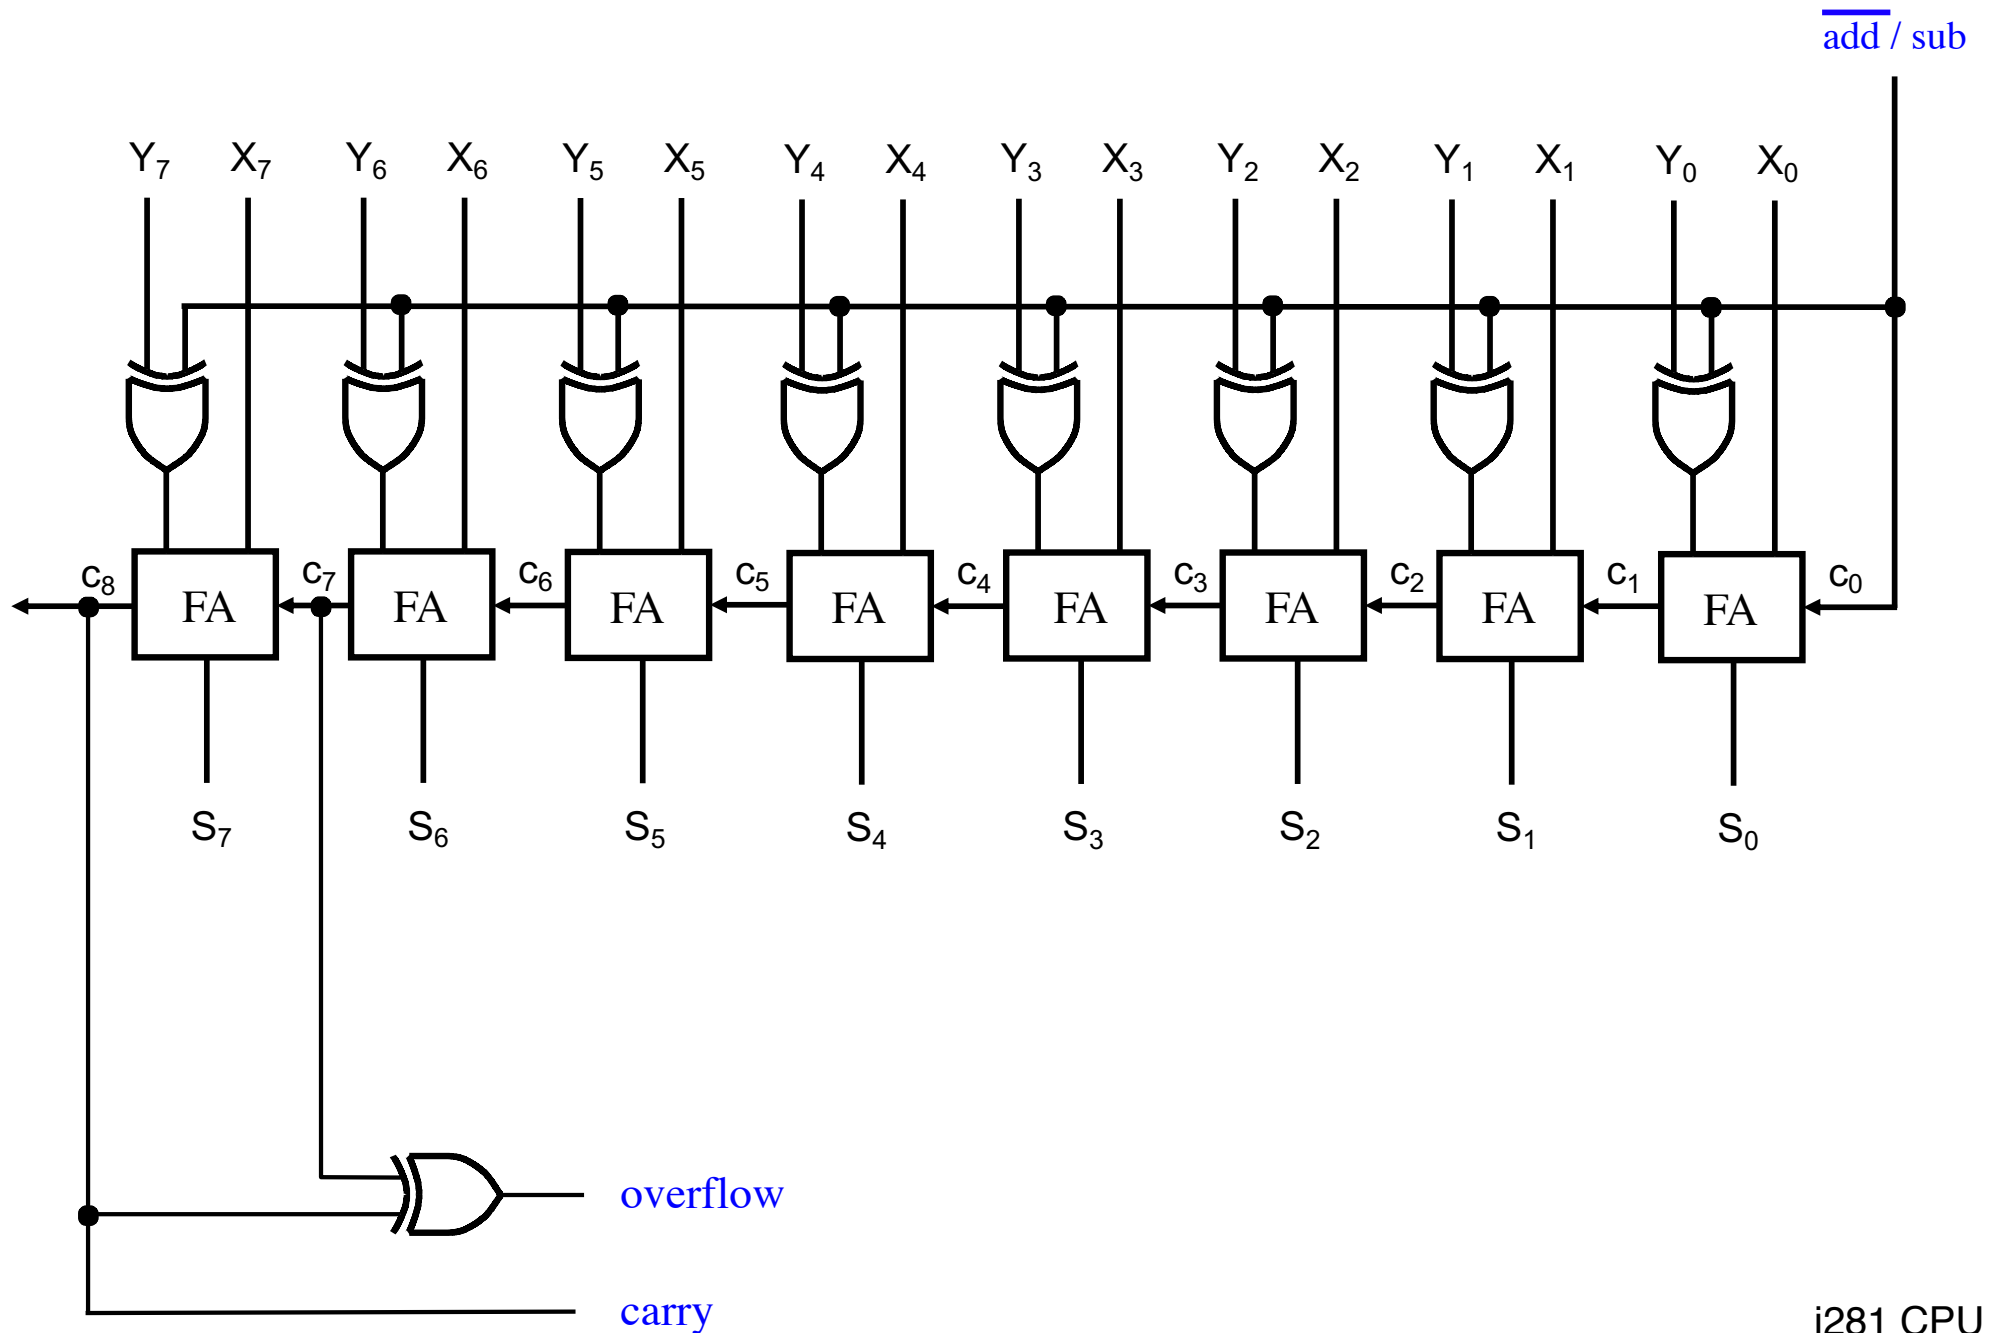 add / sub
Y₇ X₇ Y₆ X₆ Y₅ X₅ Y₄ X₄ Y₃ X₃ Y₂ X₂ Y₁ X₁ Y₀ X₀
c₈ c₇ c₆ c₅ c₄ c₃ c₂ c₁ c₀
FA FA FA FA FA FA FA FA
S₇ S₆ S₅ S₄ S₃ S₂ S₁ S₀
overflow
carry
i281 CPU